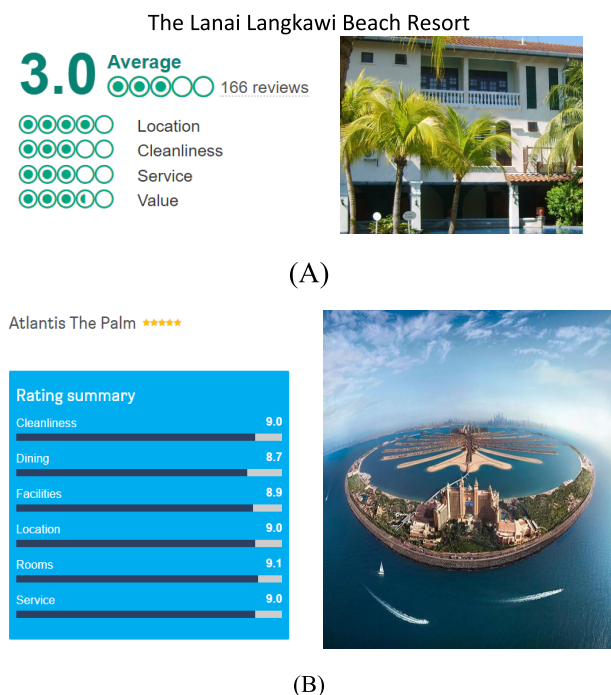 The Lanai Langkawi Beach Resort
3.0
Average
166 reviews
Location
Cleanliness
Service
Value
(A)
Atlantis The Palm
Rating summary
Cleanliness 9.0
Dining 8.7
Facilities 8.9
Location 9.0
Rooms 9.1
Service 9.0
(B)